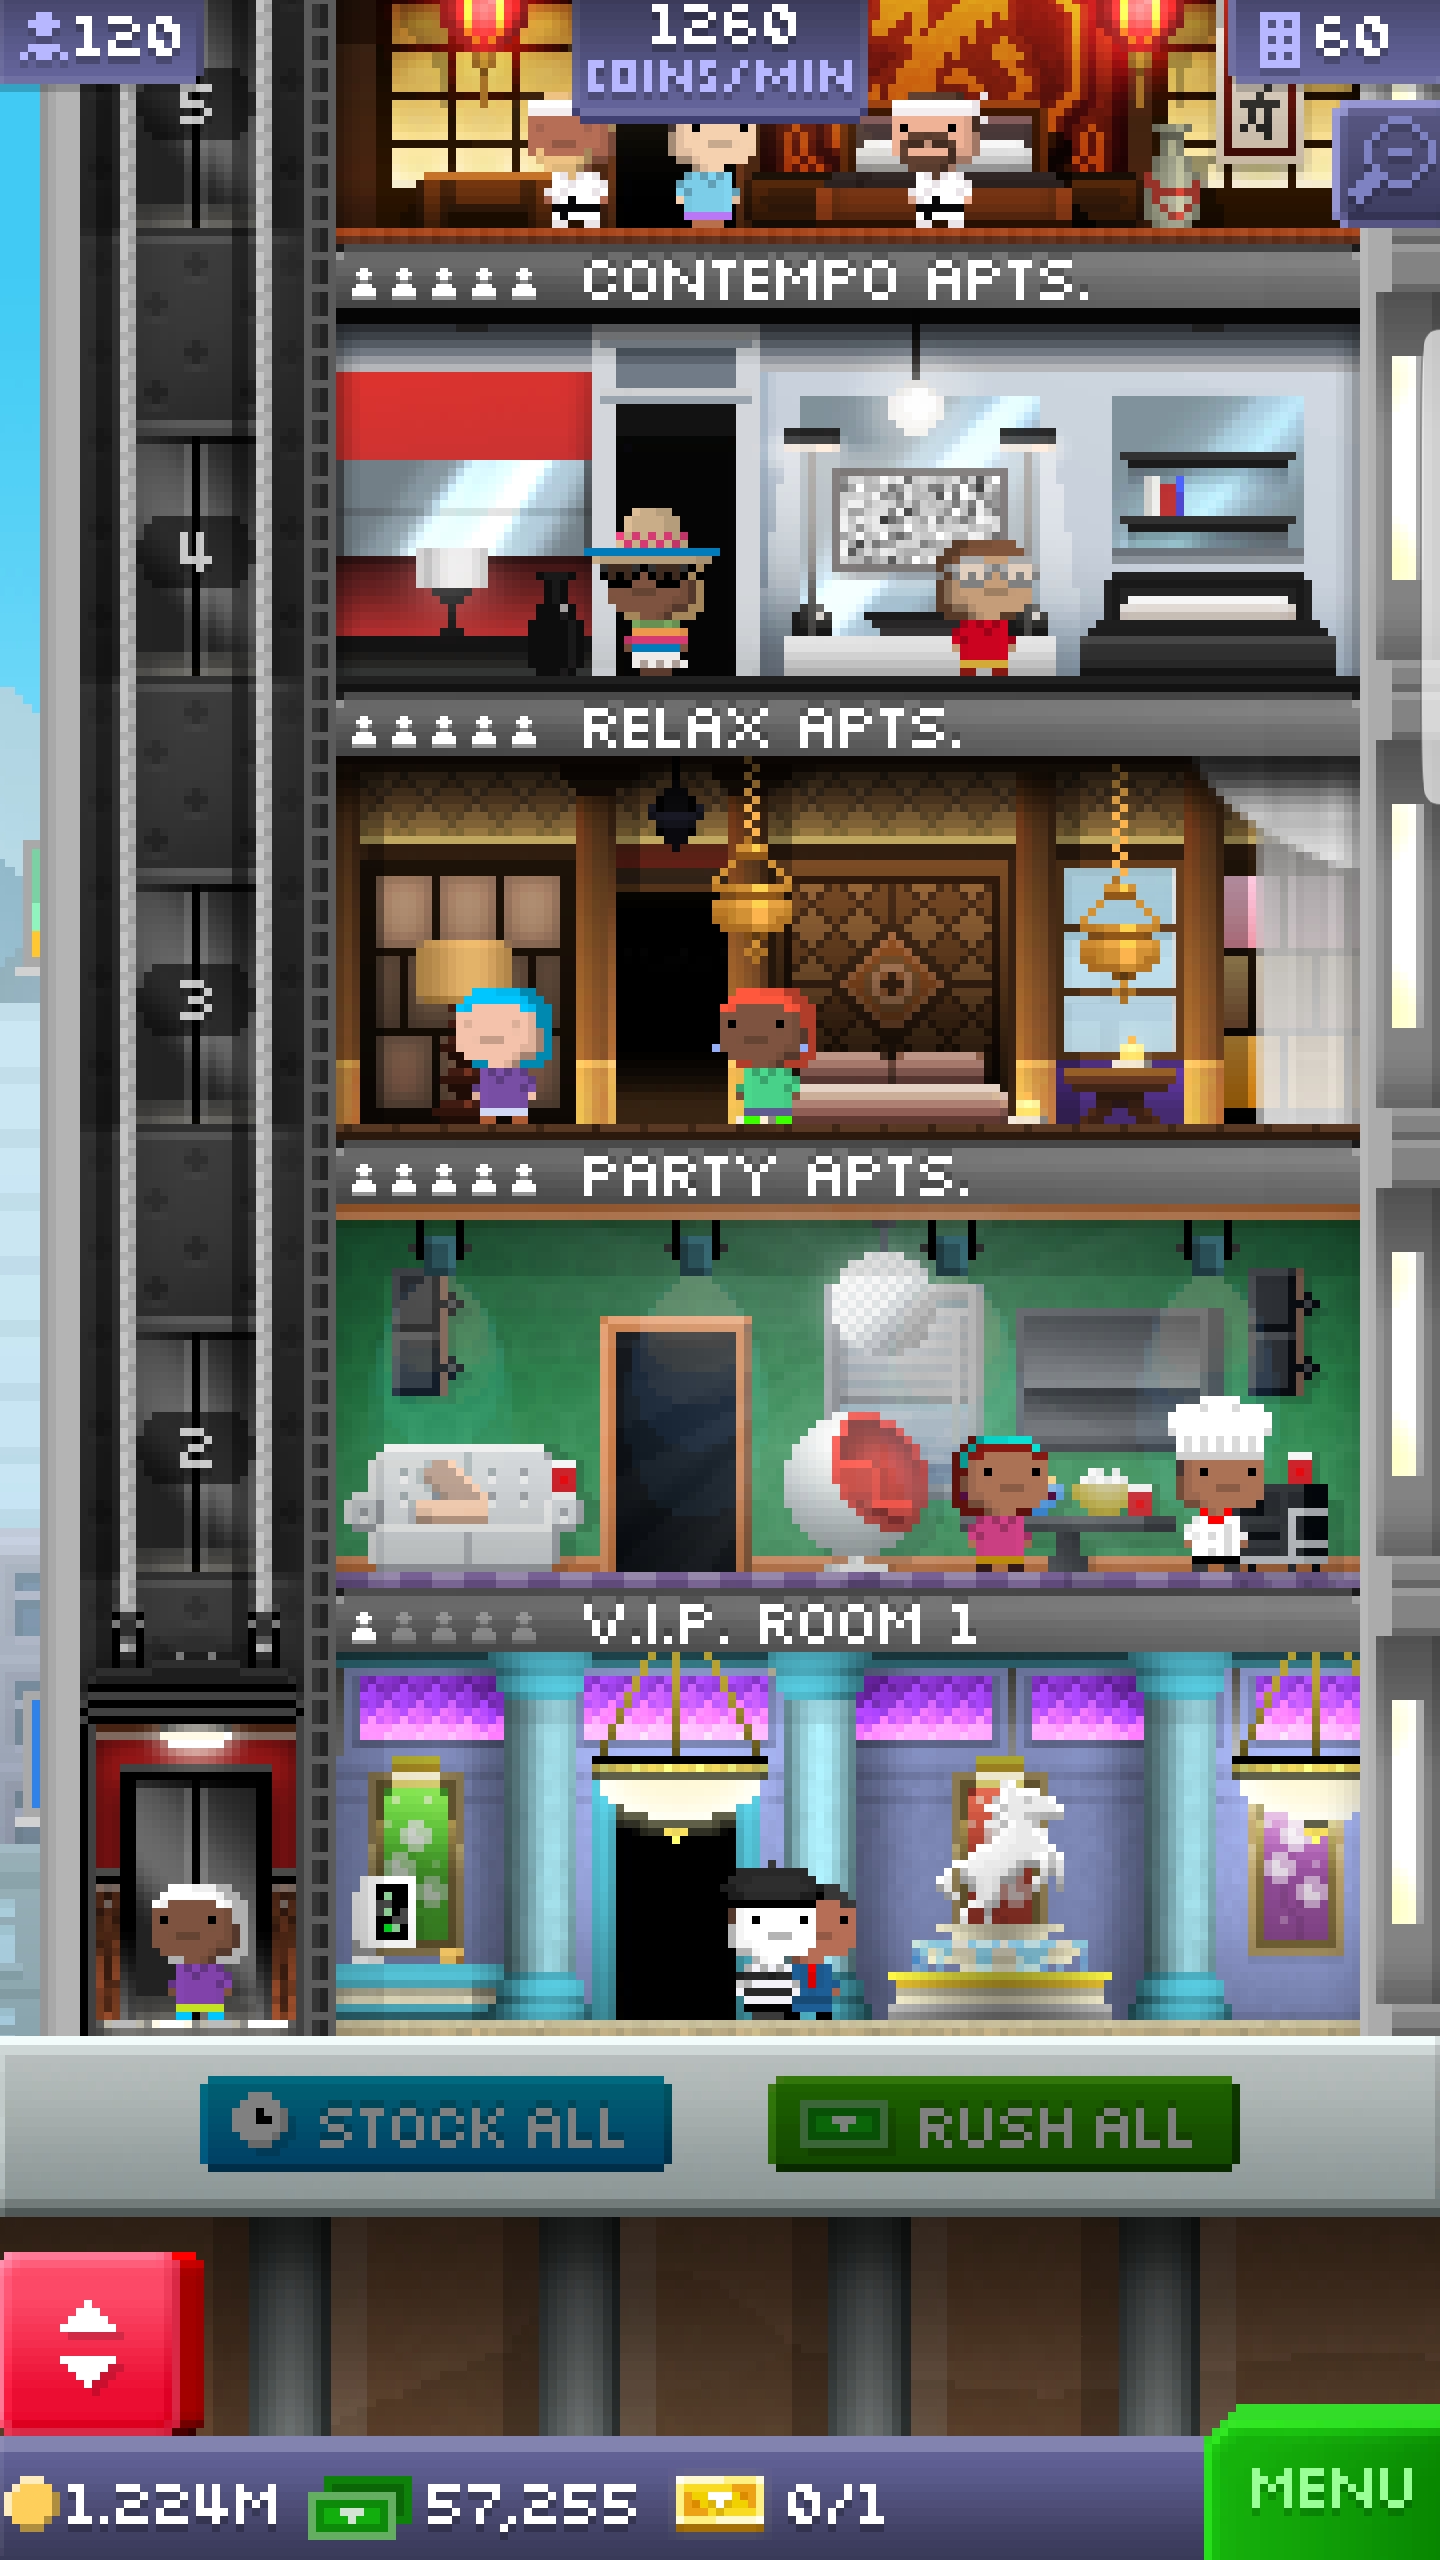 120
1260
COINS/MIN
60
5
CONTEMPO APTS.
4
RELAX APTS.
3
PARTY APTS.
2
V.I.P. ROOM 1
STOCK ALL
RUSH ALL
1.224M 57,255 0/1
MENU